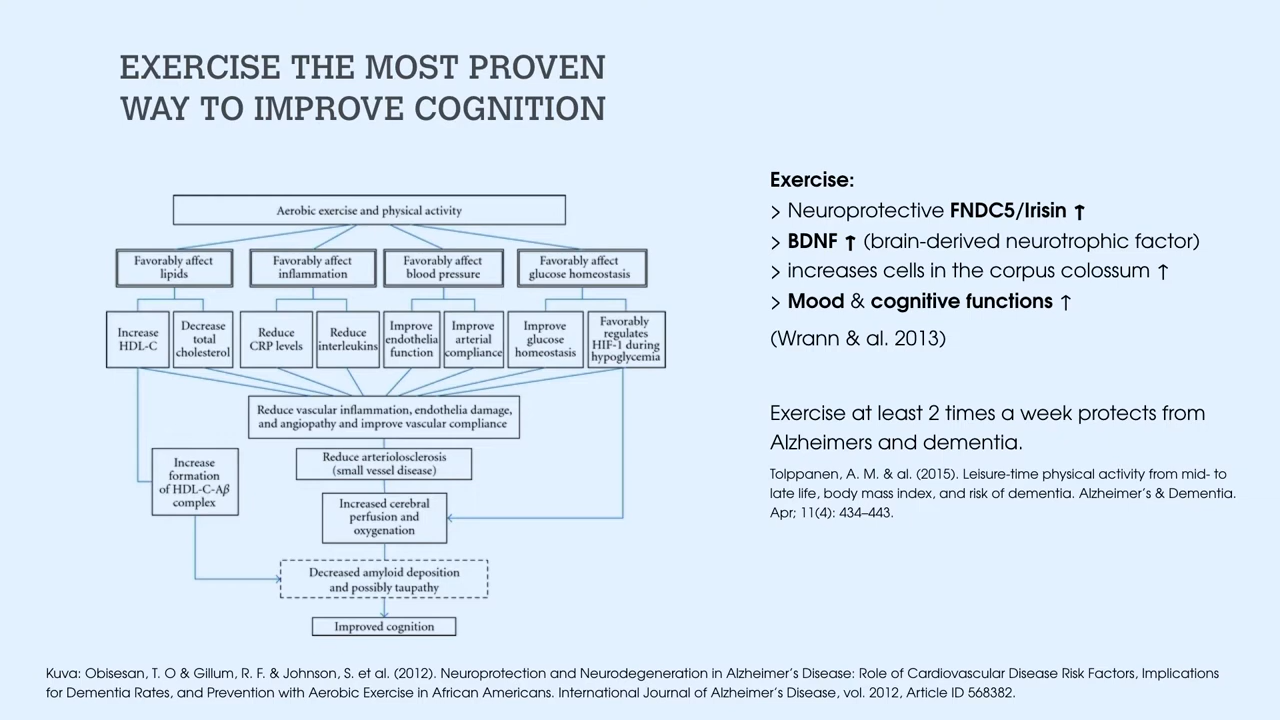 EXERCISE THE MOST PROVEN
WAY TO IMPROVE COGNITION
Aerobic exercise and physical activity
Favorably affect
lipids
Favorably affect
inflammation
Favorably affect
blood pressure
Favorably affect
glucose homeostasis
Increase
HDL-C
Decrease
total
cholesterol
Reduce
CRP levels
Reduce
interleukins
Improve
endothelia
function
Improve
arterial
compliance
Improve
glucose
homeostasis
Favorably
regulates
HIF-1 during
hypoglycemia
Reduce vascular inflammation, endothelia damage,
and angiopathy and improve vascular compliance
Reduce arteriolosclerosis
(small vessel disease)
Increase
formation
of HDL-C-Aβ
complex
Increased cerebral
perfusion and
oxygenation
Decreased amyloid deposition
and possibly taupathy
Improved cognition
Exercise:
> Neuroprotective FNDC5/Irisin ↑
> BDNF ↑ (brain-derived neurotrophic factor)
> increases cells in the corpus colossum ↑
> Mood & cognitive functions ↑
(Wrann & al. 2013)
Exercise at least 2 times a week protects from
Alzheimers and dementia.
Tolppanen, A. M. & al. (2015). Leisure-time physical activity from mid- to
late life, body mass index, and risk of dementia. Alzheimer's & Dementia.
Apr; 11(4): 434–443.
Kuva: Obisesan, T. O & Gillum, R. F. & Johnson, S. et al. (2012). Neuroprotection and Neurodegeneration in Alzheimer's Disease: Role of Cardiovascular Disease Risk Factors, Implications
for Dementia Rates, and Prevention with Aerobic Exercise in African Americans. International Journal of Alzheimer's Disease, vol. 2012, Article ID 568382.